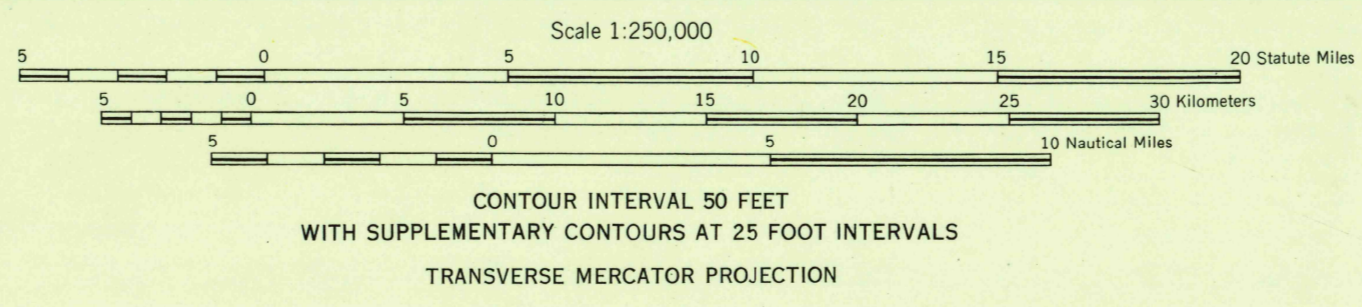 Scale 1:250,000
5 0 5 10 15 20 Statute Miles
5 0 5 10 15 20 25 30 Kilometers
5 0 5 10 Nautical Miles
CONTOUR INTERVAL 50 FEET
WITH SUPPLEMENTARY CONTOURS AT 25 FOOT INTERVALS
TRANSVERSE MERCATOR PROJECTION